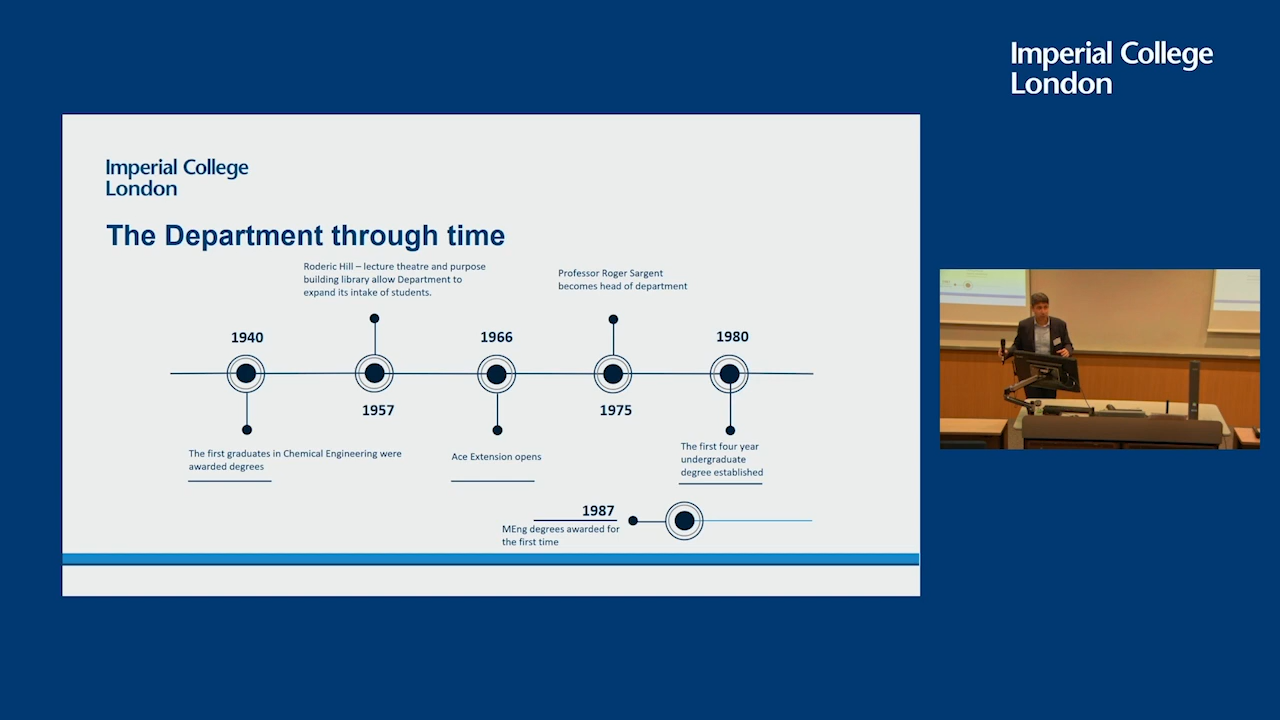 Imperial College
London
Imperial College
London
The Department through time
Roderic Hill – lecture theatre and purpose
building library allow Department to
expand its intake of students.
Professor Roger Sargent
becomes head of department
1940
1966
1980
1957
1975
The first graduates in Chemical Engineering were
awarded degrees
Ace Extension opens
The first four year
undergraduate
degree established
1987
MEng degrees awarded for
the first time